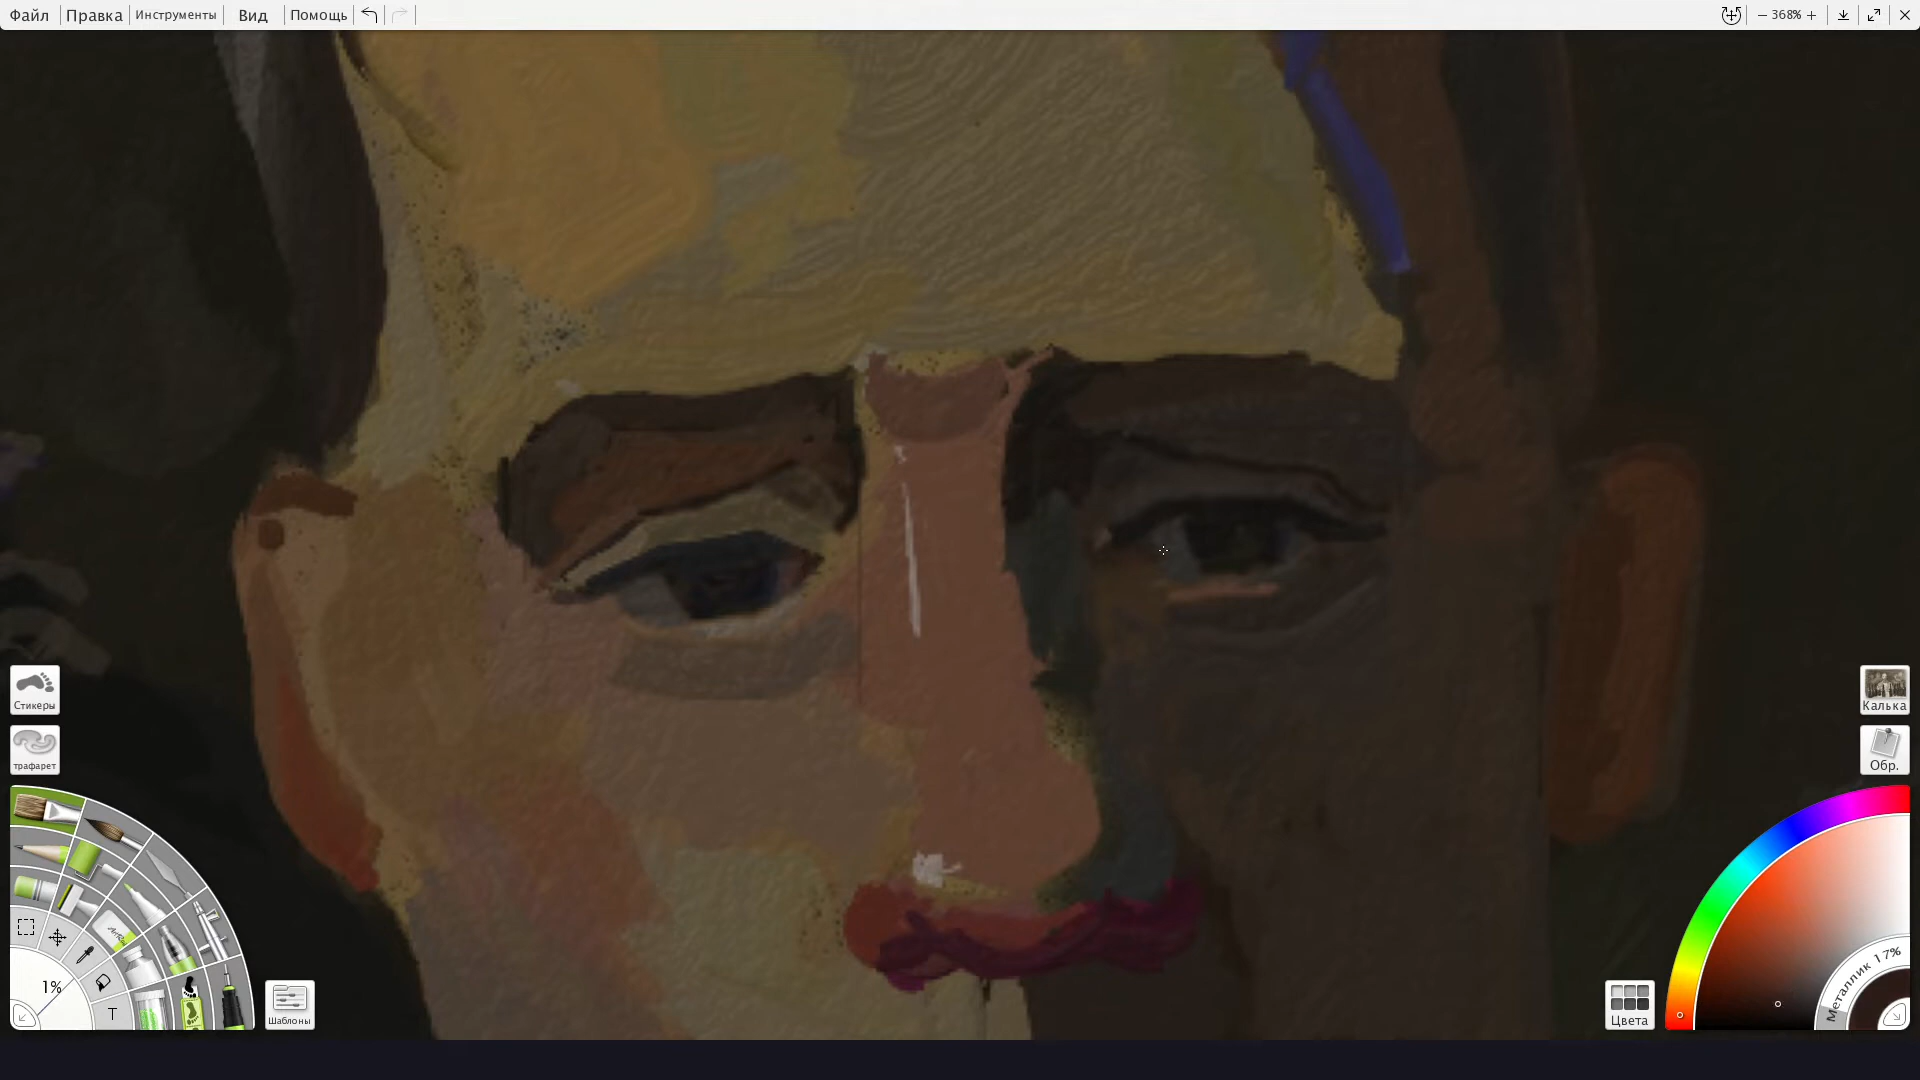 Файл Правка Инструменты Вид Помощь 368%
Стикеры
Калька
трафарет
Обр.
1%
T
Шаблоны
Цвета
Металлик 17%